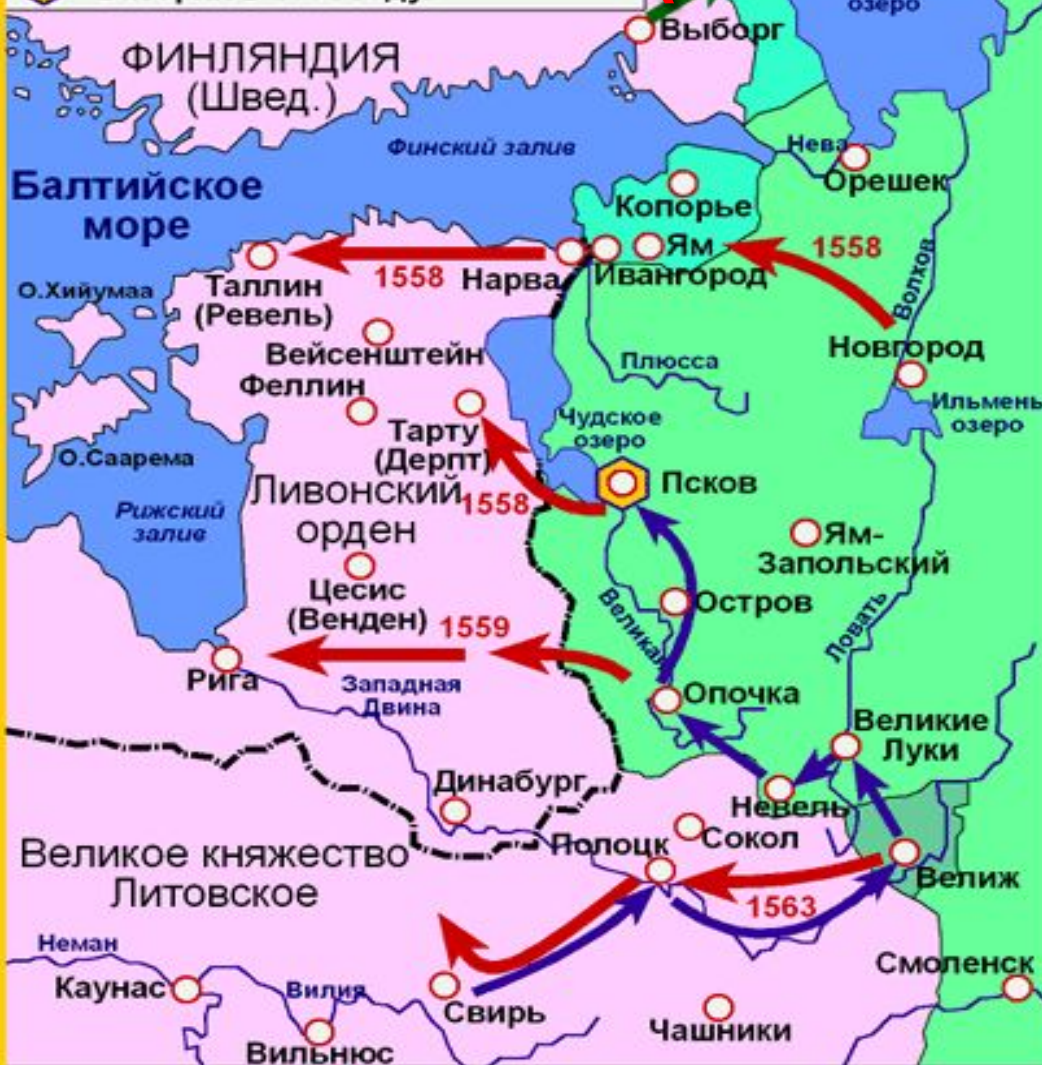 озеро
Выборг
ФИНЛЯНДИЯ
(Швед.)
Финский залив
Нева
Орешек
Балтийское
море
Копорье
Ям
1558
Ивангород
Нарва
1558
Волхов
О.Хийумаа
Таллин
(Ревель)
Вейсенштейн
Новгород
Плюсса
Феллин
Ильмень
озеро
Чудское
озеро
Тарту
(Дерпт)
О.Саарема
Ливонский
орден
1558
Псков
Рижский
залив
Ям-
Запольский
Цесис
(Венден)
1559
Остров
Великая
Ловать
Рига
Западная
Двина
Опочка
Великие
Луки
Динабург
Невель
Сокол
Полоцк
Великое княжество
Литовское
Велиж
1563
Неман
Каунас
Вилия
Свирь
Смоленск
Чашники
Вильнюс